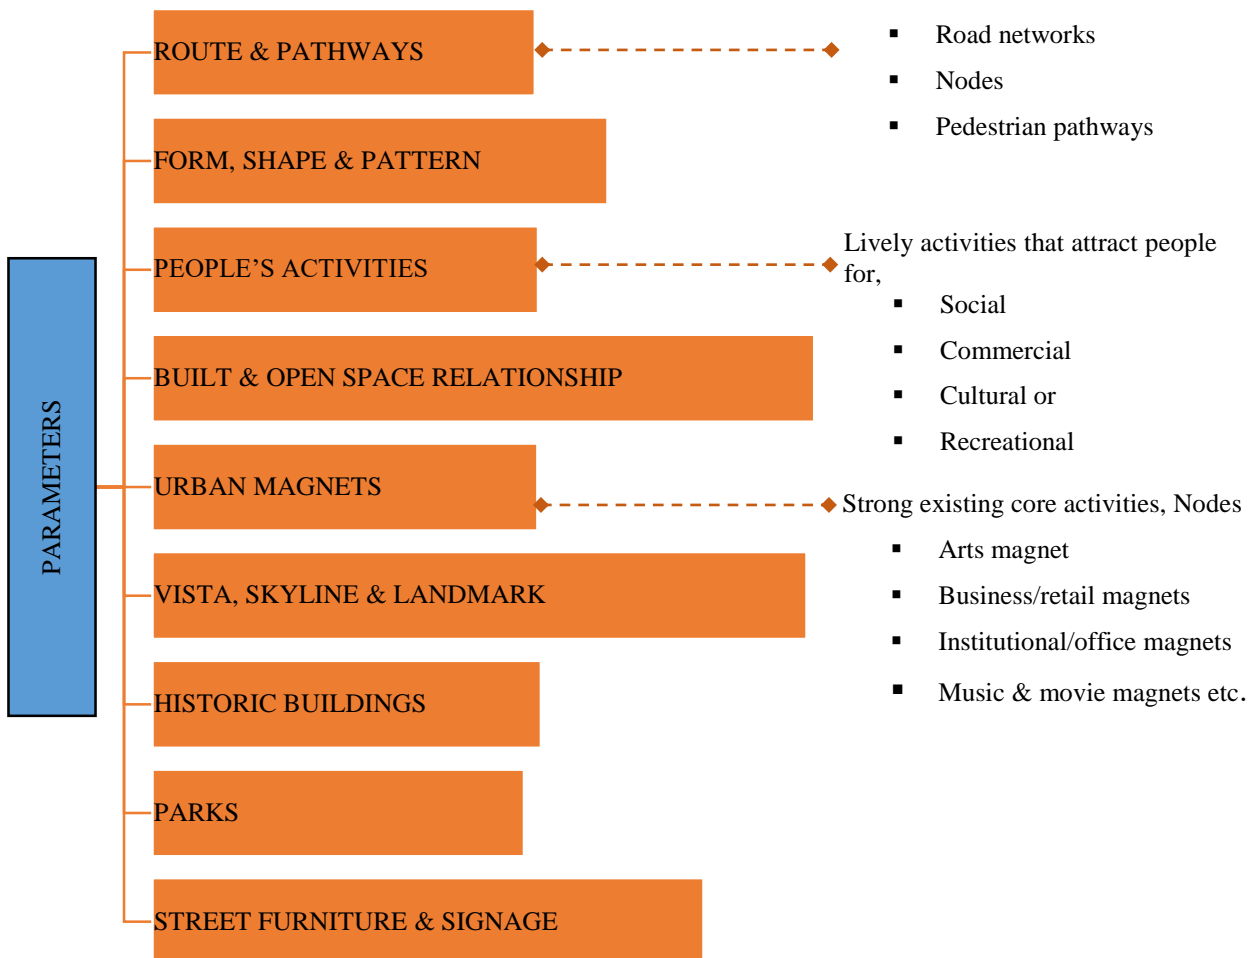 PARAMETERS
ROUTE & PATHWAYS
▪ Road networks
▪ Nodes
▪ Pedestrian pathways
FORM, SHAPE & PATTERN
PEOPLE’S ACTIVITIES
Lively activities that attract people
for,
▪ Social
▪ Commercial
▪ Cultural or
▪ Recreational
BUILT & OPEN SPACE RELATIONSHIP
URBAN MAGNETS
Strong existing core activities, Nodes
▪ Arts magnet
▪ Business/retail magnets
▪ Institutional/office magnets
▪ Music & movie magnets etc.
VISTA, SKYLINE & LANDMARK
HISTORIC BUILDINGS
PARKS
STREET FURNITURE & SIGNAGE